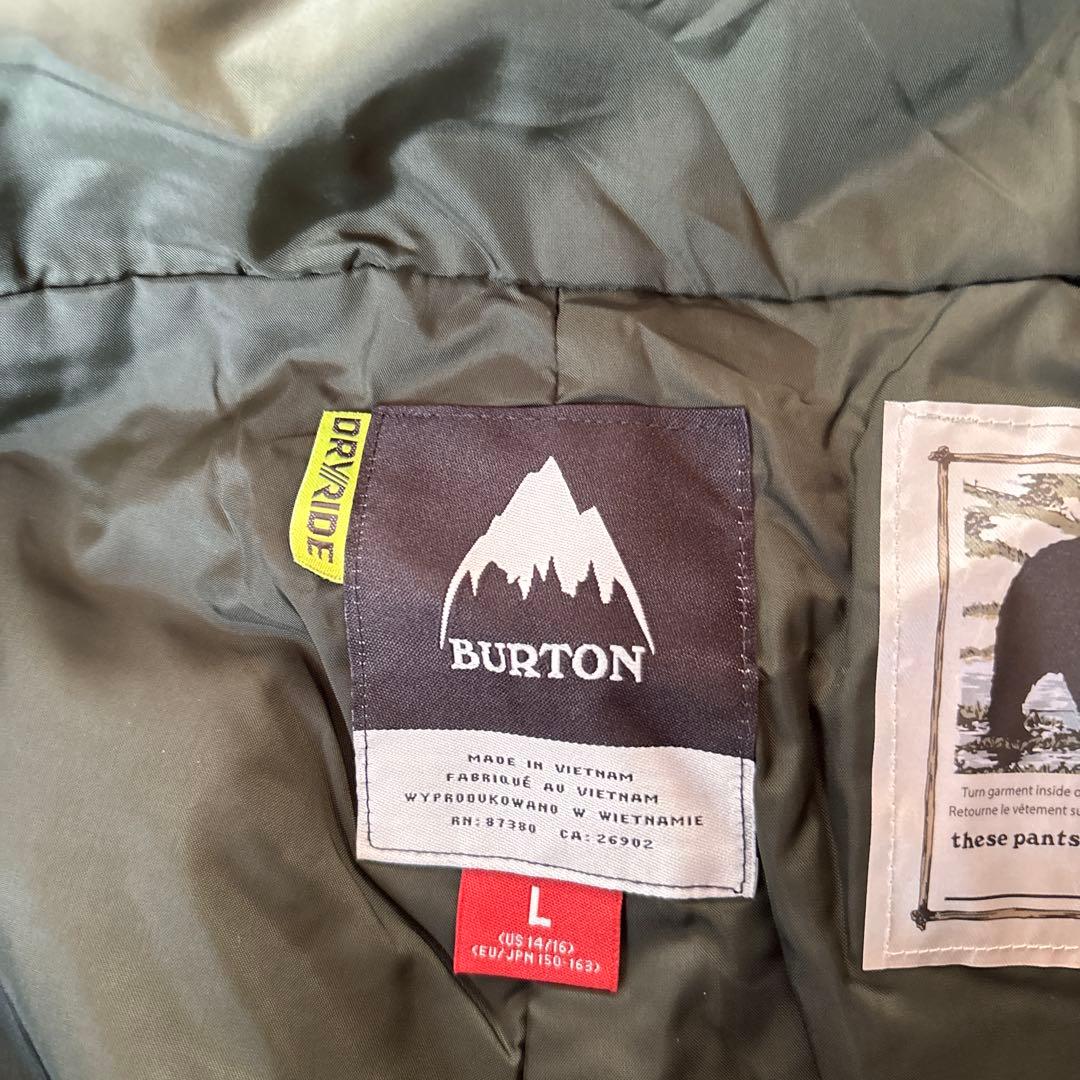 DRYRIDE
BURTON
MADE IN VIETNAM
FABRIQUÉ AU VIETNAM
WYPRODUKOWANO W WIETNAMIE
RN: 87380 CA: 26902
L
(US 14/16)
(EU/JPN 150-163)
Turn garment inside
Retourne le vêtement
these pants